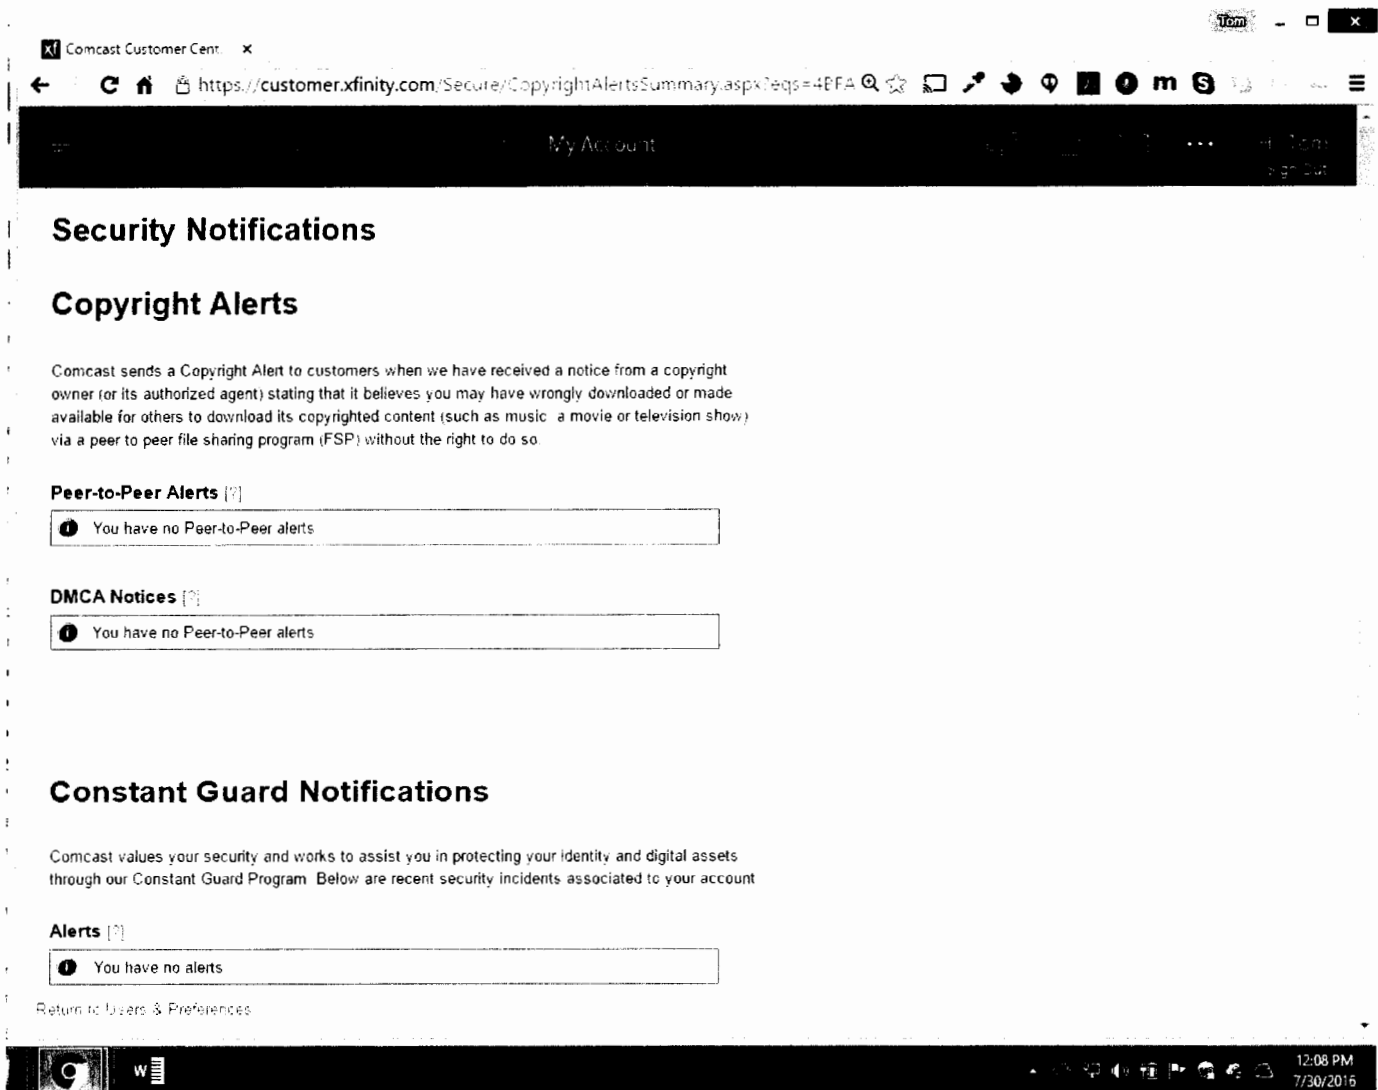 Tom
Comcast Customer Cent
https://customer.xfinity.com/Secure/CopyrightAlertsSummary.aspx?eqs=4BFA
My Account
Hi, Tom
Sign Out
Security Notifications
Copyright Alerts
Comcast sends a Copyright Alert to customers when we have received a notice from a copyright
owner (or its authorized agent) stating that it believes you may have wrongly downloaded or made
available for others to download its copyrighted content (such as music a movie or television show)
via a peer to peer file sharing program (FSP) without the right to do so
Peer-to-Peer Alerts [?]
You have no Peer-to-Peer alerts
DMCA Notices [?]
You have no Peer-to-Peer alerts
Constant Guard Notifications
Comcast values your security and works to assist you in protecting your identity and digital assets
through our Constant Guard Program Below are recent security incidents associated to your account
Alerts [?]
You have no alerts
Return to Users & Preferences
12:08 PM
7/30/2016